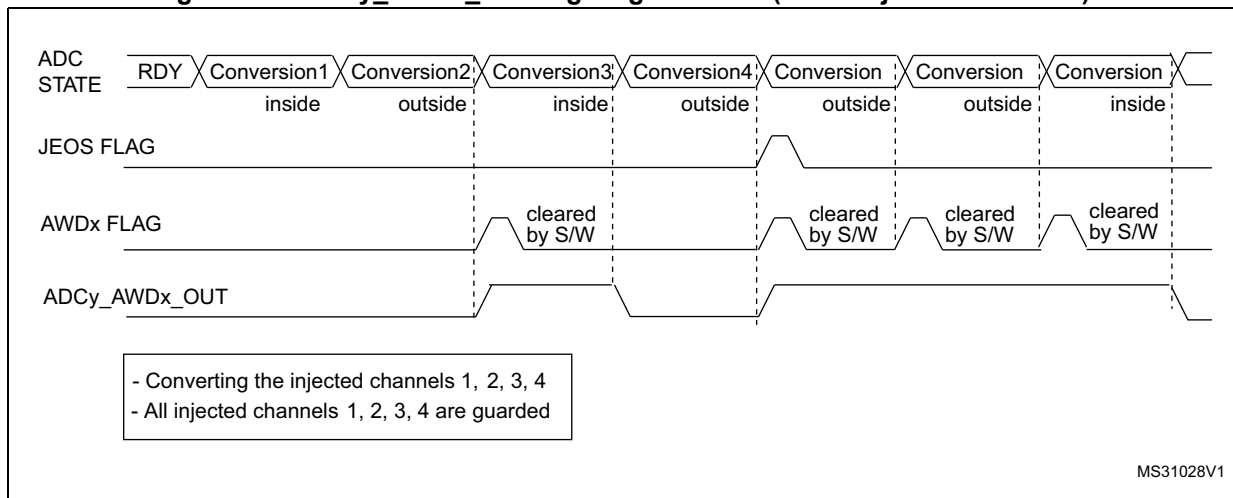 ADC
STATE
RDY Conversion1 Conversion2 Conversion3 Conversion4 Conversion Conversion Conversion
inside outside inside outside outside outside inside
JEOS FLAG
AWDx FLAG
cleared by S/W cleared by S/W cleared by S/W cleared by S/W
ADCy_AWDx_OUT
- Converting the injected channels 1, 2, 3, 4
- All injected channels 1, 2, 3, 4 are guarded
MS31028V1